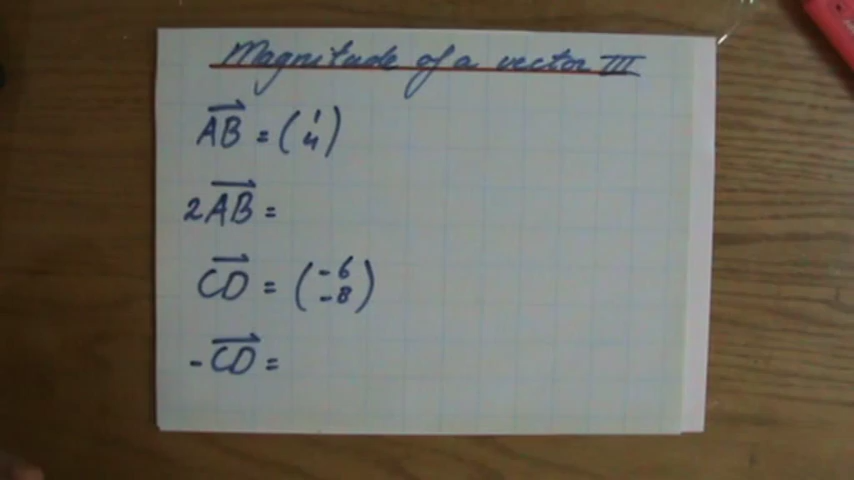 Magnitude of a vector III
AB = (1
4)
2AB =
CD = (-6
-8)
-CD =